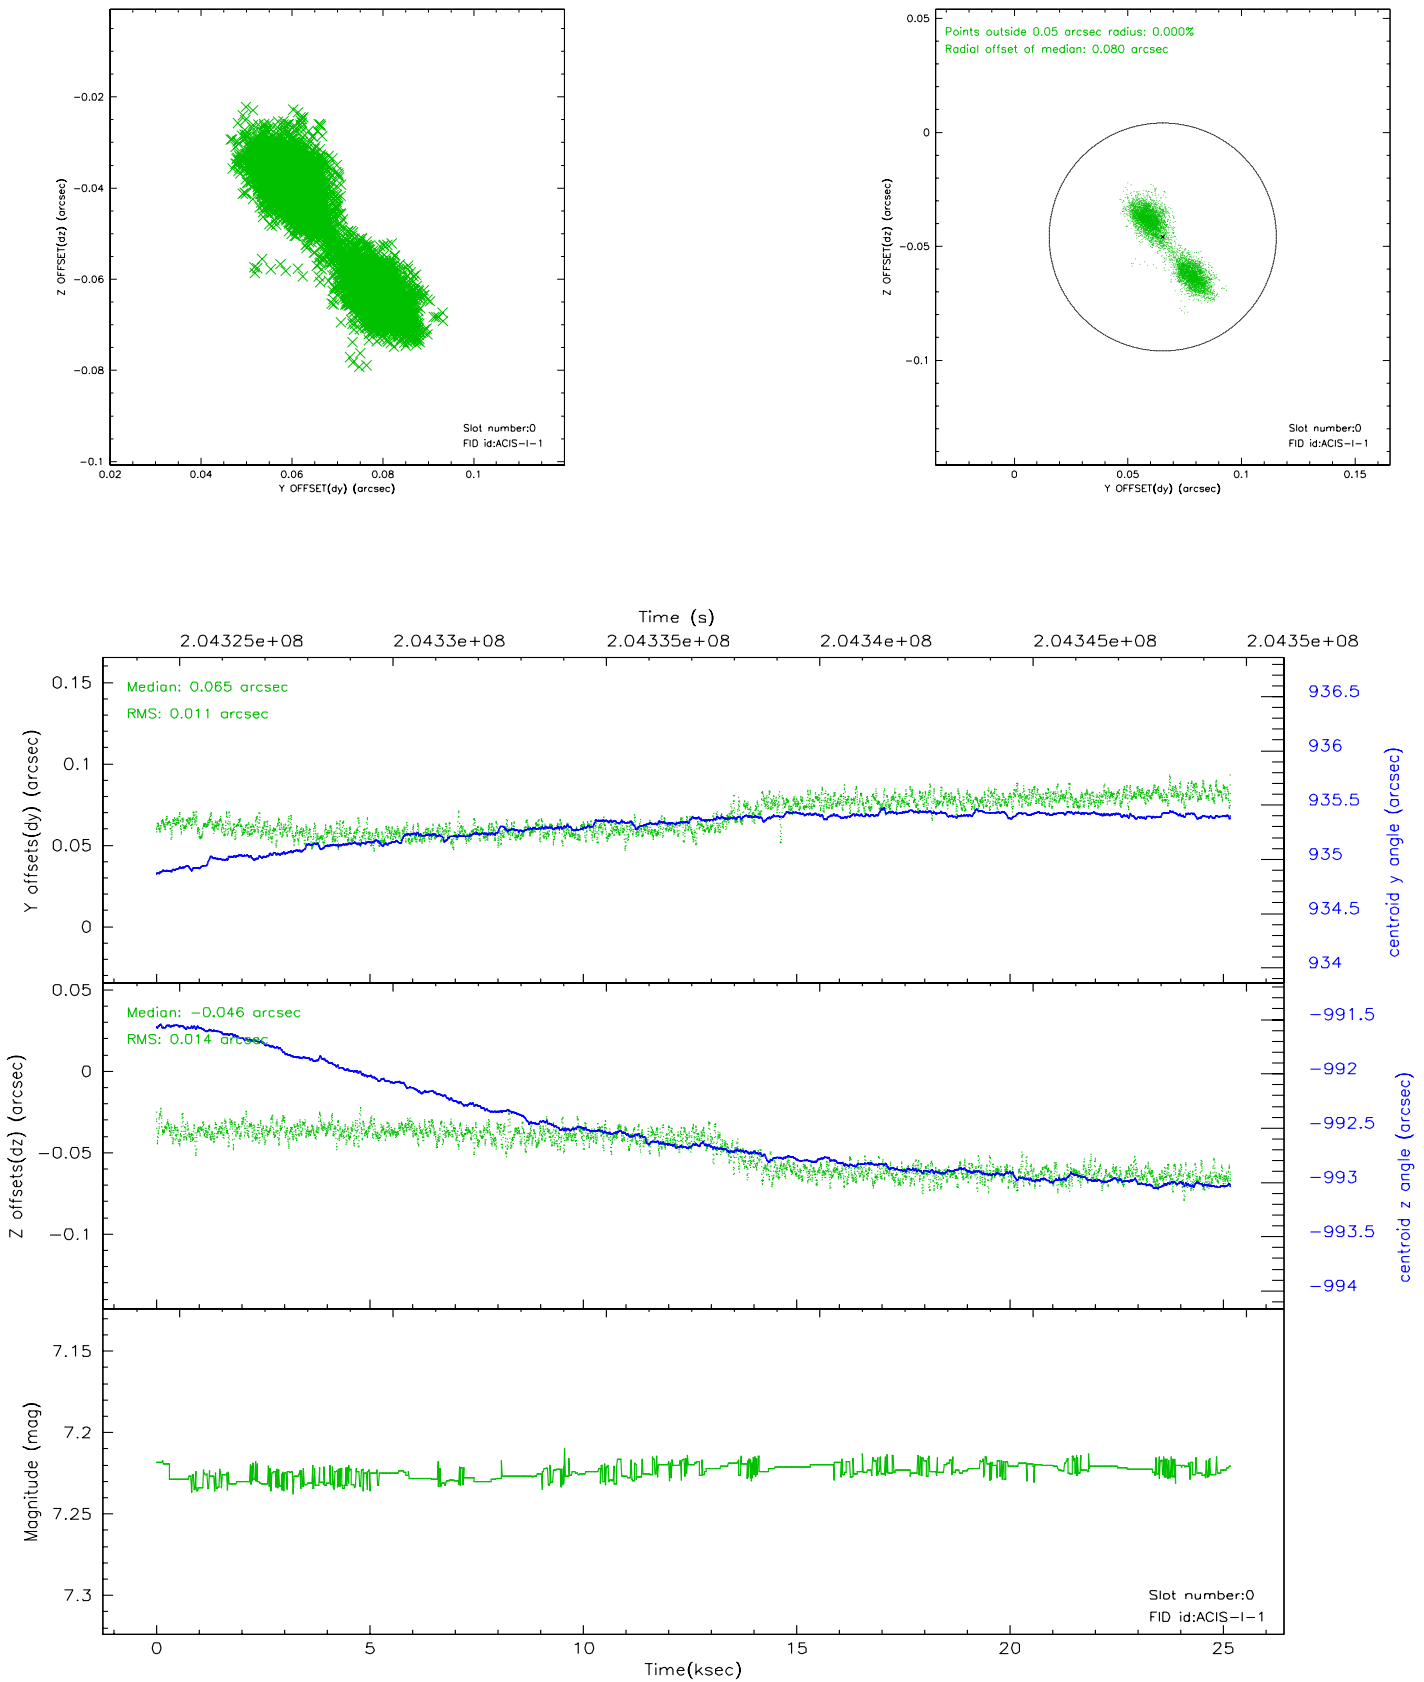 −0.02
−0.04
−0.06
−0.08
−0.1
0.02
0.04
0.06
0.08
0.1
Z OFFSET(dz) (arcsec)
Y OFFSET(dy) (arcsec)
Slot number:0
FID id:ACIS−I−1
Points outside 0.05 arcsec radius: 0.000%
Radial offset of median: 0.080 arcsec
0.05
0
−0.05
−0.1
0
0.05
0.1
0.15
Z OFFSET(dz) (arcsec)
Y OFFSET(dy) (arcsec)
Slot number:0
FID id:ACIS−I−1
Time (s)
2.04325e+08
2.0433e+08
2.04335e+08
2.0434e+08
2.04345e+08
2.0435e+08
Median: 0.065 arcsec
RMS: 0.011 arcsec
0.15
0.1
0.05
0
Y offsets(dy) (arcsec)
936.5
936
935.5
935
934.5
934
centroid y angle (arcsec)
Median: −0.046 arcsec
RMS: 0.014 arcsec
0.05
0
−0.05
−0.1
Z offsets(dz) (arcsec)
−991.5
−992
−992.5
−993
−993.5
−994
centroid z angle (arcsec)
7.15
7.2
7.25
7.3
Magnitude (mag)
Slot number:0
FID id:ACIS−I−1
0
5
10
15
20
25
Time(ksec)